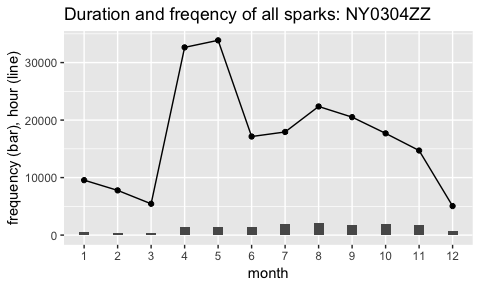 Duration and freqency of all sparks: NY0304ZZ
frequency (bar), hour (line)
30000
20000
10000
0
1 2 3 4 5 6 7 8 9 10 11 12
month